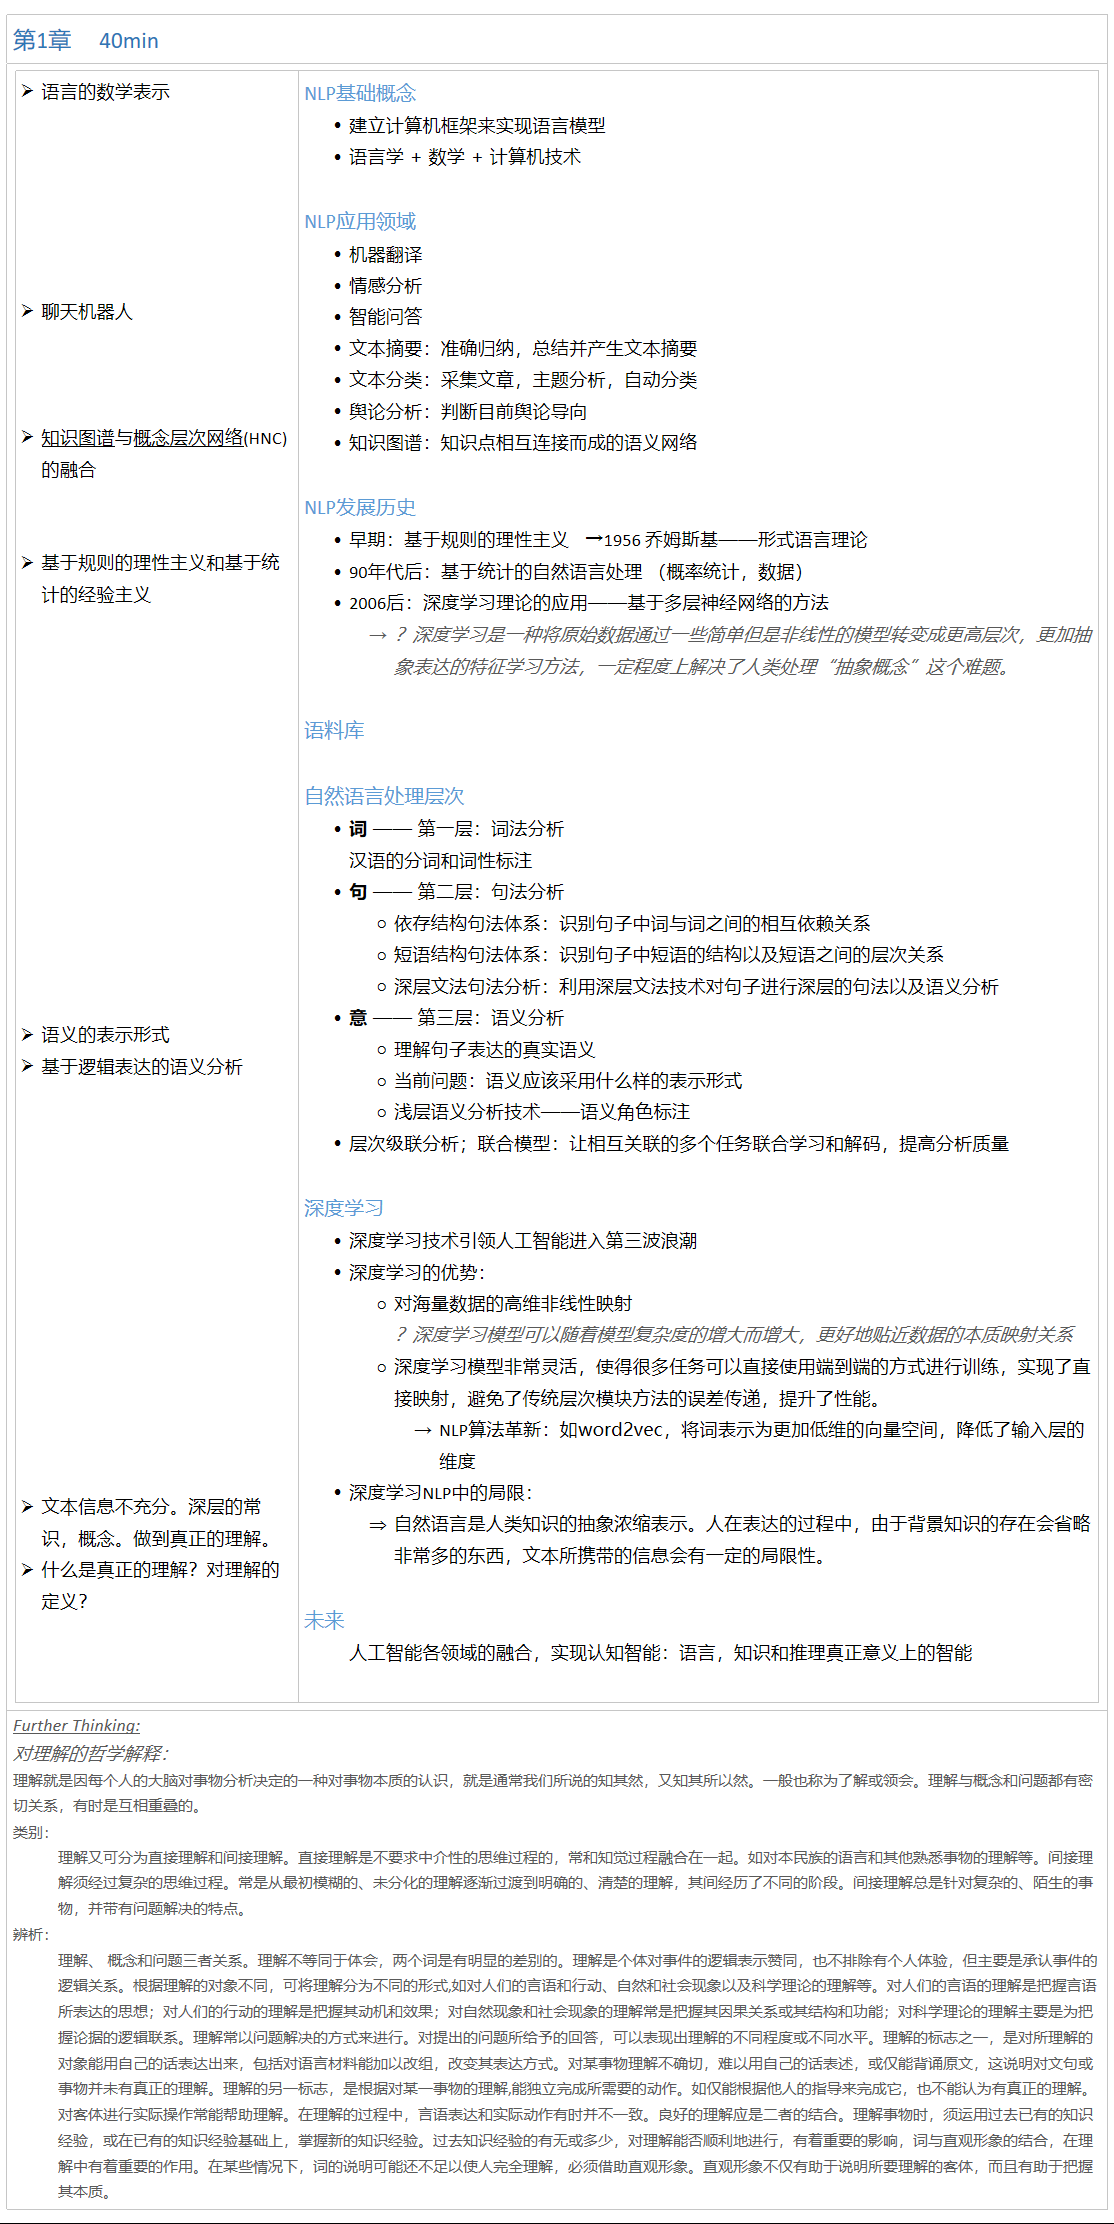 第1章 40min
语言的数学表示
聊天机器人
知识图谱与概念层次网络(HNC)
的融合
基于规则的理性主义和基于统
计的经验主义
语义的表示形式
基于逻辑表达的语义分析
文本信息不充分。深层的常
识，概念。做到真正的理解。
什么是真正的理解？对理解的
定义？
NLP基础概念
• 建立计算机框架来实现语言模型
• 语言学 + 数学 + 计算机技术
NLP应用领域
• 机器翻译
• 情感分析
• 智能问答
• 文本摘要：准确归纳，总结并产生文本摘要
• 文本分类：采集文章，主题分析，自动分类
• 舆论分析：判断目前舆论导向
• 知识图谱：知识点相互连接而成的语义网络
NLP发展历史
• 早期：基于规则的理性主义 →1956 乔姆斯基——形式语言理论
• 90年代后：基于统计的自然语言处理 （概率统计，数据）
• 2006后：深度学习理论的应用——基于多层神经网络的方法
→ ？深度学习是一种将原始数据通过一些简单但是非线性的模型转变成更高层次，更加抽
象表达的特征学习方法，一定程度上解决了人类处理“抽象概念”这个难题。
语料库
自然语言处理层次
• 词 —— 第一层：词法分析
汉语的分词和词性标注
• 句 —— 第二层：句法分析
○ 依存结构句法体系：识别句子中词与词之间的相互依赖关系
○ 短语结构句法体系：识别句子中短语的结构以及短语之间的层次关系
○ 深层文法句法分析：利用深层文法技术对句子进行深层的句法以及语义分析
• 意 —— 第三层：语义分析
○ 理解句子表达的真实语义
○ 当前问题：语义应该采用什么样的表示形式
○ 浅层语义分析技术——语义角色标注
• 层次级联分析；联合模型：让相互关联的多个任务联合学习和解码，提高分析质量
深度学习
• 深度学习技术引领人工智能进入第三波浪潮
• 深度学习的优势：
○ 对海量数据的高维非线性映射
？深度学习模型可以随着模型复杂度的增大而增大，更好地贴近数据的本质映射关系
○ 深度学习模型非常灵活，使得很多任务可以直接使用端到端的方式进行训练，实现了直
接映射，避免了传统层次模块方法的误差传递，提升了性能。
→ NLP算法革新：如word2vec，将词表示为更加低维的向量空间，降低了输入层的
维度
• 深度学习NLP中的局限：
⇒ 自然语言是人类知识的抽象浓缩表示。人在表达的过程中，由于背景知识的存在会省略
非常多的东西，文本所携带的信息会有一定的局限性。
未来
人工智能各领域的融合，实现认知智能：语言，知识和推理真正意义上的智能
Further Thinking:
对理解的哲学解释：
理解就是因每个人的大脑对事物分析决定的一种对事物本质的认识，就是通常我们所说的知其然，又知其所以然。一般也称为了解或领会。理解与概念和问题都有密
切关系，有时是互相重叠的。
类别：
理解又可分为直接理解和间接理解。直接理解是不要求中介性的思维过程的，常和知觉过程融合在一起。如对本民族的语言和其他熟悉事物的理解等。间接理
解须经过复杂的思维过程。常是从最初模糊的、未分化的理解逐渐过渡到明确的、清楚的理解，其间经历了不同的阶段。间接理解总是针对复杂的、陌生的事
物，并带有问题解决的特点。
辨析：
理解、 概念和问题三者关系。理解不等同于体会，两个词是有明显的差别的。理解是个体对事件的逻辑表示赞同，也不排除有个人体验，但主要是承认事件的
逻辑关系。根据理解的对象不同，可将理解分为不同的形式,如对人们的言语和行动、自然和社会现象以及科学理论的理解等。对人们的言语的理解是把握言语
所表达的思想；对人们的行动的理解是把握其动机和效果；对自然现象和社会现象的理解常是把握其因果关系或其结构和功能；对科学理论的理解主要是为把
握论据的逻辑联系。理解常以问题解决的方式来进行。对提出的问题所给予的回答，可以表现出理解的不同程度或不同水平。理解的标志之一，是对所理解的
对象能用自己的话表达出来，包括对语言材料能加以改组，改变其表达方式。对某事物理解不确切，难以用自己的话表述，或仅能背诵原文，这说明对文句或
事物并未有真正的理解。理解的另一标志，是根据对某一事物的理解,能独立完成所需要的动作。如仅能根据他人的指导来完成它，也不能认为有真正的理解。
对客体进行实际操作常能帮助理解。在理解的过程中，言语表达和实际动作有时并不一致。良好的理解应是二者的结合。理解事物时，须运用过去已有的知识
经验，或在已有的知识经验基础上，掌握新的知识经验。过去知识经验的有无或多少，对理解能否顺利地进行，有着重要的影响，词与直观形象的结合，在理
解中有着重要的作用。在某些情况下，词的说明可能还不足以使人完全理解，必须借助直观形象。直观形象不仅有助于说明所要理解的客体，而且有助于把握
其本质。